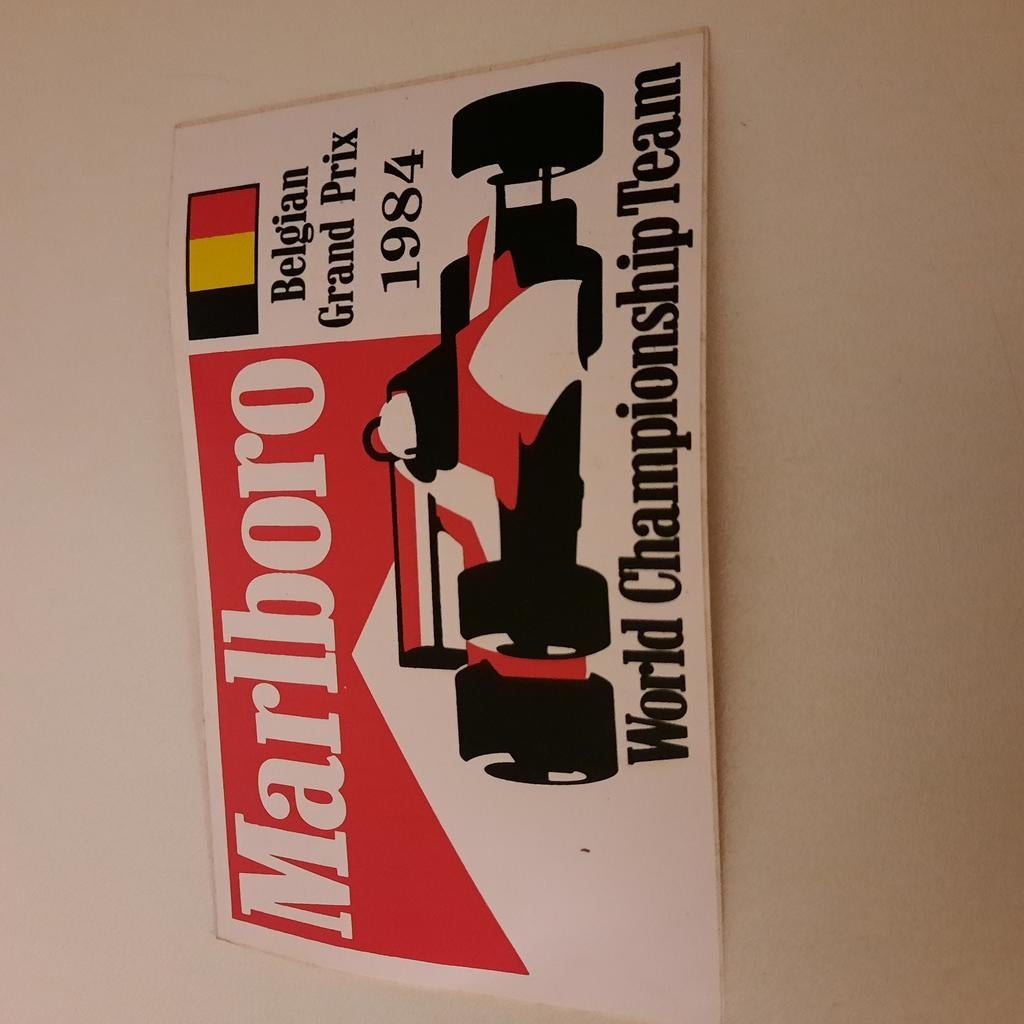 Marlboro
Belgian
Grand Prix
1984
World Championship Team